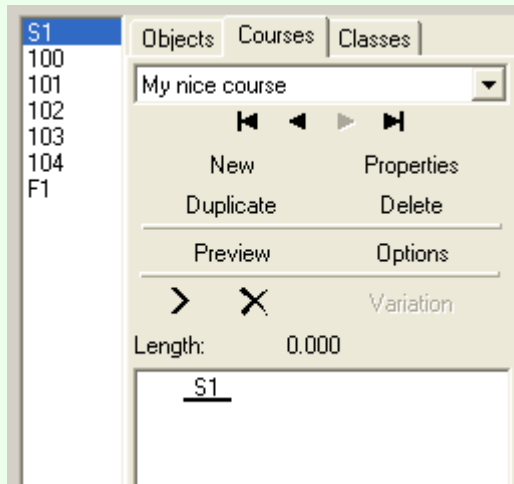 S1
100
101
102
103
104
F1
Objects Courses Classes
My nice course
New Properties
Duplicate Delete
Preview Options
Variation
Length: 0.000
S1